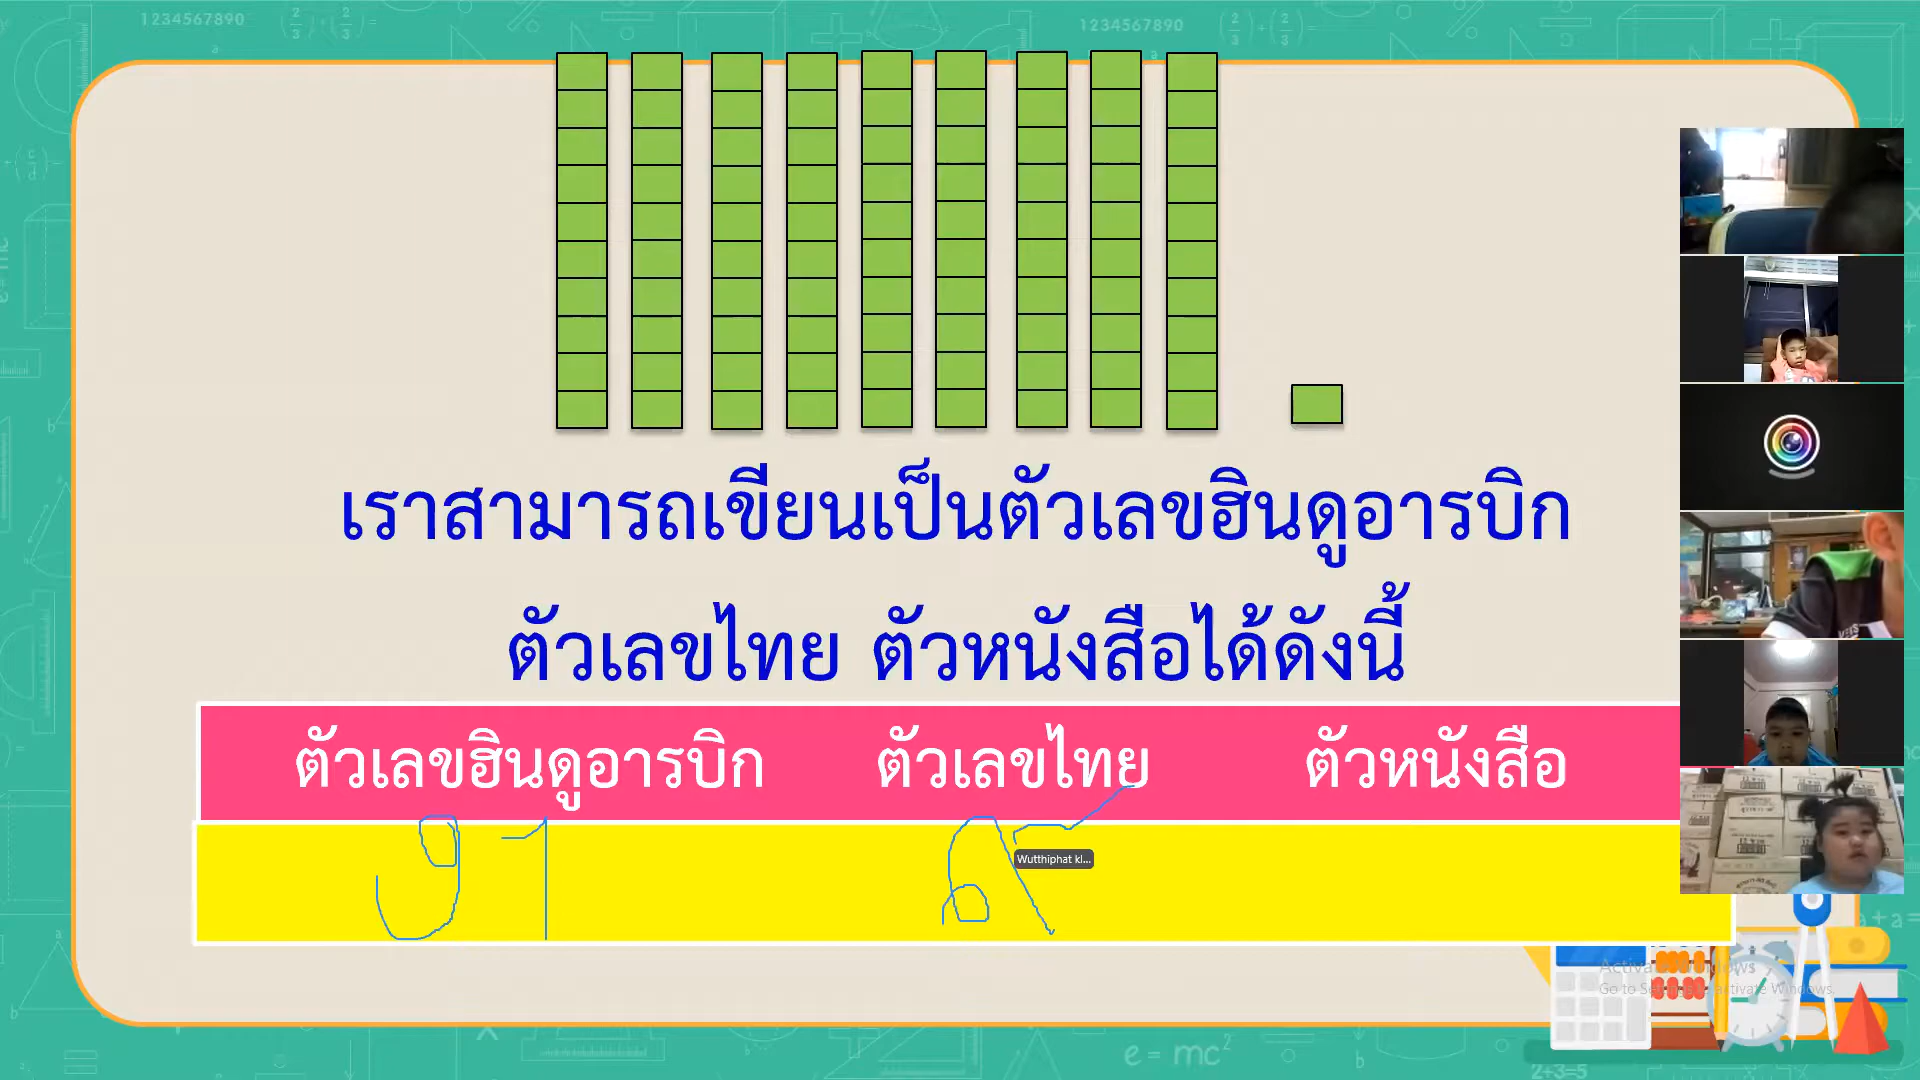 1234567890
1234567890
เราสามารถเขียนเป็นตัวเลขฮินดูอารบิก
ตัวเลขไทย ตัวหนังสือได้ดังนี้
ตัวเลขฮินดูอารบิก ตัวเลขไทย ตัวหนังสือ
91
Wutthiphat kl...
e = mc²
2+3=5